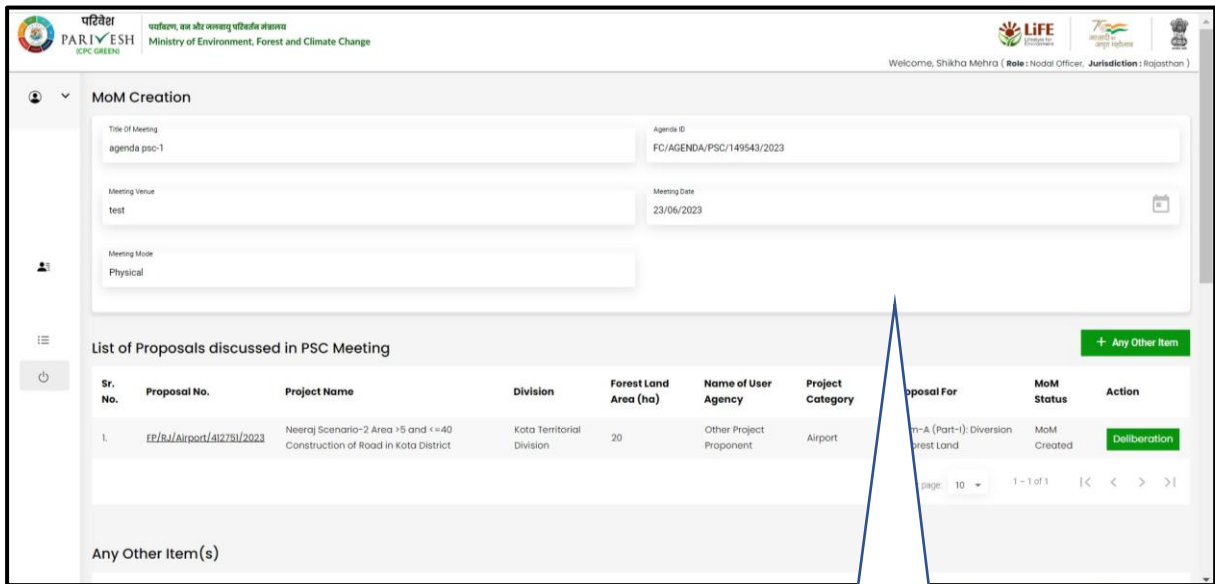 परिवेश
PARIVESH
(CPC GREEN)
पर्यावरण, वन और जलवायु परिवर्तन मंत्रालय
Ministry of Environment, Forest and Climate Change
LiFE
Lifestyle for
Environment
Welcome, Shikha Mehra ( Role : Nodal Officer, Jurisdiction : Rajasthan )
MoM Creation
Title Of Meeting
agenda psc-1
Agenda ID
FC/AGENDA/PSC/149543/2023
Meeting Venue
test
Meeting Date
23/06/2023
Meeting Mode
Physical
List of Proposals discussed in PSC Meeting
+ Any Other Item
Sr. No. Proposal No. Project Name Division Forest Land Area (ha) Name of User Agency Project Category oposal For MoM Status Action
1. FP/RJ/Airport/412751/2023 Neeraj Scenario-2 Area >5 and <=40 Construction of Road in Kota District Kota Territorial Division 20 Other Project Proponent Airport m-A (Part-I): Diversion orest Land MoM Created Deliberation
page: 10 1 – 1 of 1
Any Other Item(s)